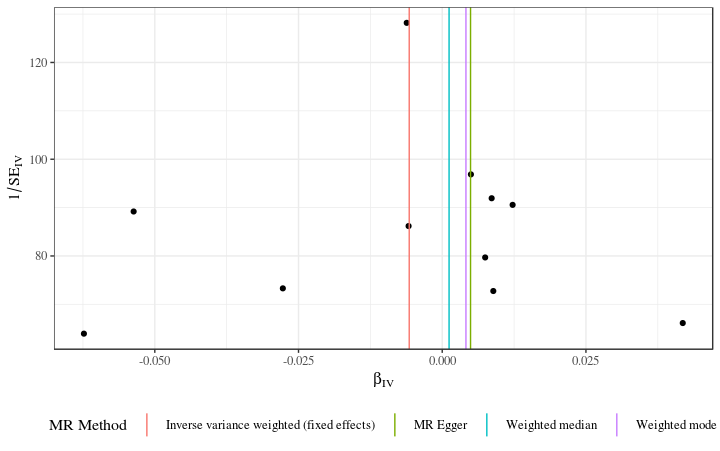 120
100
80
1/SE_IV
-0.050
-0.025
0.000
0.025
β_IV
MR Method
Inverse variance weighted (fixed effects)
MR Egger
Weighted median
Weighted mode